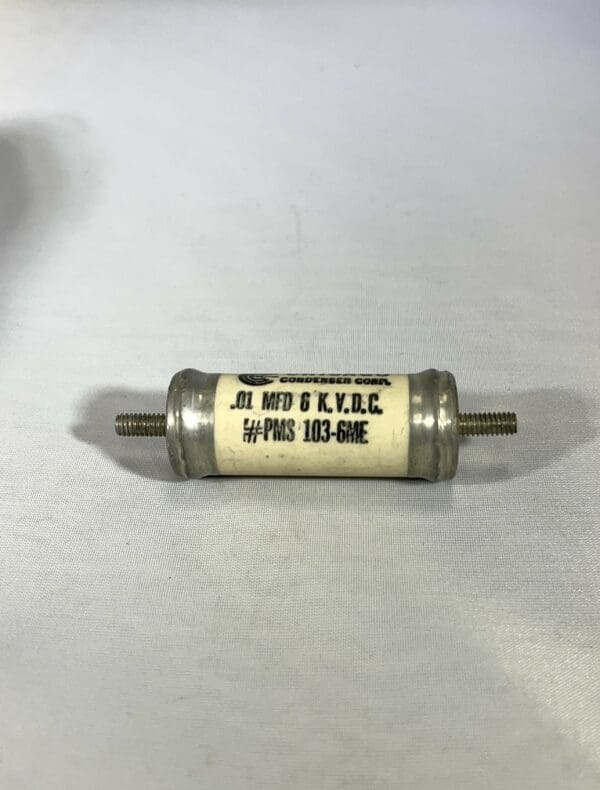 CONDENSER CORP.
.01 MFD 6 K.V.D.C.
#PMS 103-6ME